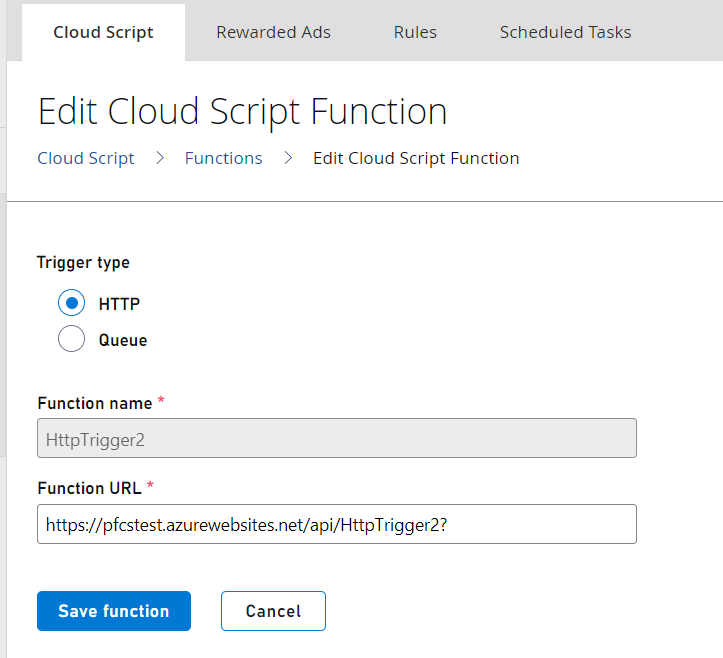 Cloud Script Rewarded Ads Rules Scheduled Tasks
Edit Cloud Script Function
Cloud Script > Functions > Edit Cloud Script Function
Trigger type
HTTP
Queue
Function name *
HttpTrigger2
Function URL *
https://pfcstest.azurewebsites.net/api/HttpTrigger2?
Save function Cancel